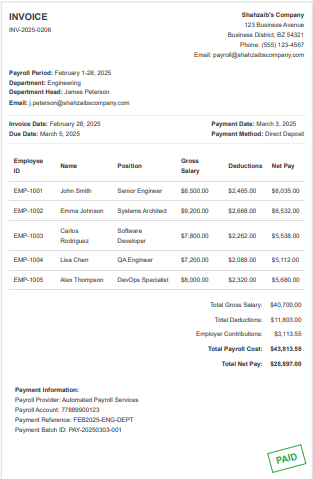 INVOICE
INV-2025-0206
Shahzaib's Company
123 Business Avenue
Business District, BZ 54321
Phone: (555) 123-4567
Email: payroll@shahzaibscompany.com
Payroll Period: February 1-28, 2025
Department: Engineering
Department Head: James Peterson
Email: j.peterson@shahzaibscompany.com
Invoice Date: February 28, 2025
Due Date: March 5, 2025
Payment Date: March 3, 2025
Payment Method: Direct Deposit
Employee ID Name Position Gross Salary Deductions Net Pay
EMP-1001 John Smith Senior Engineer $8,500.00 $2,465.00 $6,035.00
EMP-1002 Emma Johnson Systems Architect $9,200.00 $2,668.00 $6,532.00
EMP-1003 Carlos Rodriguez Software Developer $7,800.00 $2,262.00 $5,538.00
EMP-1004 Lisa Chen QA Engineer $7,200.00 $2,088.00 $5,112.00
EMP-1005 Alex Thompson DevOps Specialist $8,000.00 $2,320.00 $5,680.00
Total Gross Salary: $40,700.00
Total Deductions: $11,803.00
Employer Contributions: $3,113.55
Total Payroll Cost: $43,813.55
Total Net Pay: $28,897.00
Payment Information:
Payroll Provider: Automated Payroll Services
Payroll Account: 77889900123
Payment Reference: FEB2025-ENG-DEPT
Payment Batch ID: PAY-20250303-001
PAID